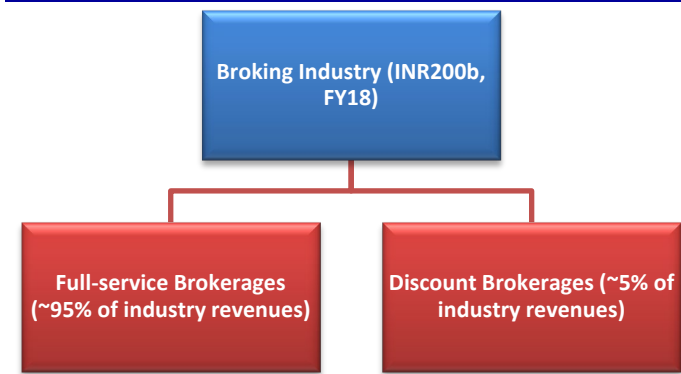 Broking Industry (INR200b,
FY18)
Full-service Brokerages
(~95% of industry revenues)
Discount Brokerages (~5% of
industry revenues)